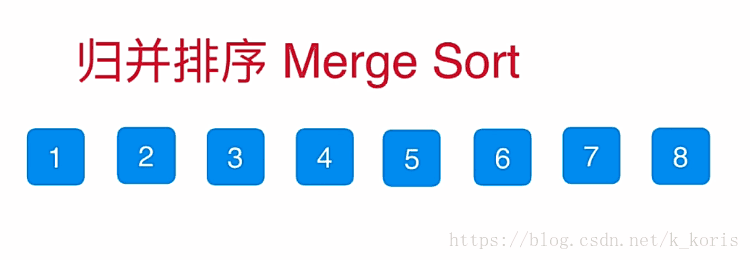 归并排序 Merge Sort
1 2 3 4 5 6 7 8
https://blog.csdn.net/k_koris